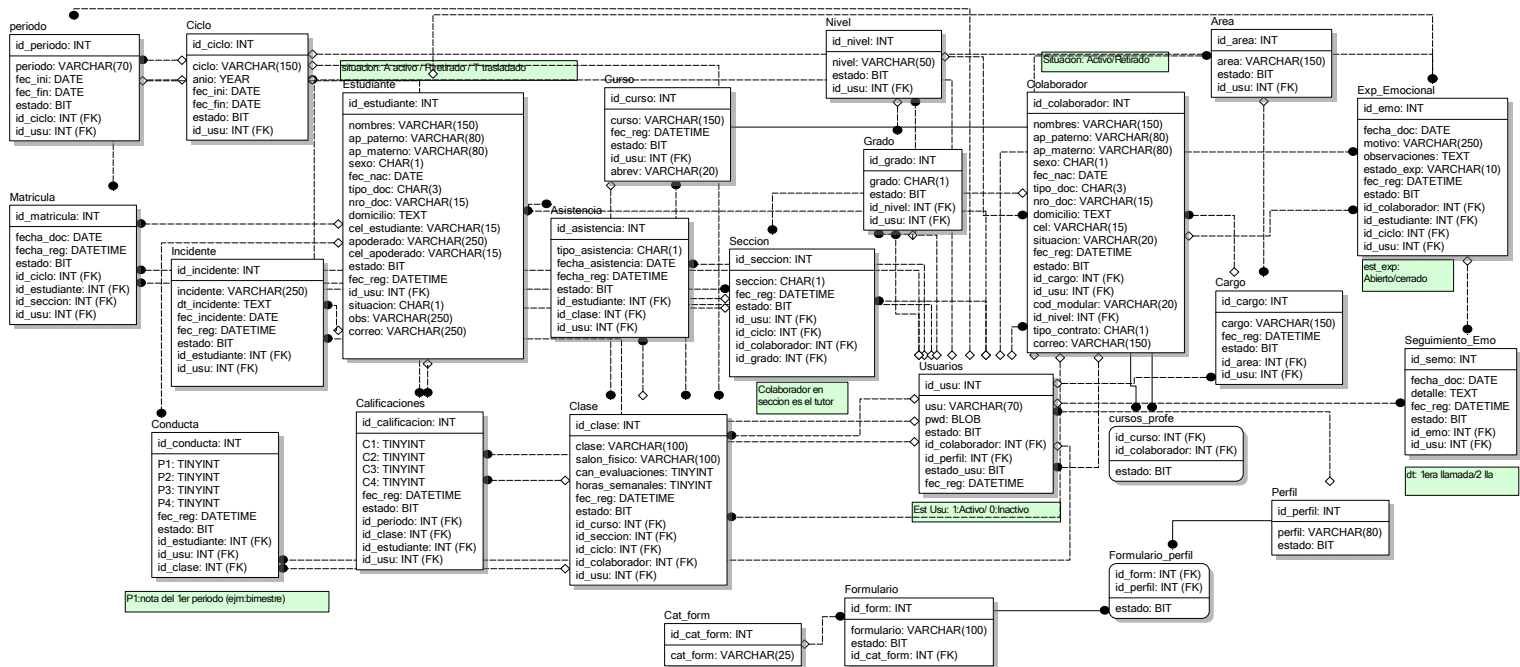 periodo
id_periodo: INT
periodo: VARCHAR(70)
fec_ini: DATE
fec_fin: DATE
estado: BIT
id_ciclo: INT (FK)
id_usu: INT (FK)
Ciclo
id_ciclo: INT
ciclo: VARCHAR(150)
anio: YEAR
fec_ini: DATE
fec_fin: DATE
estado: BIT
id_usu: INT (FK)
situacion: A activo / R retirado / T trasladado
Estudiante
id_estudiante: INT
nombres: VARCHAR(150)
ap_paterno: VARCHAR(80)
ap_materno: VARCHAR(80)
sexo: CHAR(1)
fec_nac: DATE
tipo_doc: CHAR(3)
nro_doc: VARCHAR(15)
domicilio: TEXT
cel_estudiante: VARCHAR(15)
apoderado: VARCHAR(250)
cel_apoderado: VARCHAR(15)
estado: BIT
fec_reg: DATETIME
id_usu: INT (FK)
situacion: CHAR(1)
obs: VARCHAR(250)
correo: VARCHAR(250)
Curso
id_curso: INT
curso: VARCHAR(150)
fec_reg: DATETIME
estado: BIT
id_usu: INT (FK)
abrev: VARCHAR(20)
Nivel
id_nivel: INT
nivel: VARCHAR(50)
estado: BIT
id_usu: INT (FK)
Situacion: Activo/Retirado
Colaborador
id_colaborador: INT
nombres: VARCHAR(150)
ap_paterno: VARCHAR(80)
ap_materno: VARCHAR(80)
sexo: CHAR(1)
fec_nac: DATE
tipo_doc: CHAR(3)
nro_doc: VARCHAR(15)
domicilio: TEXT
cel: VARCHAR(15)
situacion: VARCHAR(20)
fec_reg: DATETIME
estado: BIT
id_cargo: INT (FK)
id_usu: INT (FK)
cod_modular: VARCHAR(20)
id_nivel: INT (FK)
tipo_contrato: CHAR(1)
correo: VARCHAR(150)
Area
id_area: INT
area: VARCHAR(150)
estado: BIT
id_usu: INT (FK)
Exp_Emocional
id_emo: INT
fecha_doc: DATE
motivo: VARCHAR(250)
observaciones: TEXT
estado_exp: VARCHAR(10)
fec_reg: DATETIME
estado: BIT
id_colaborador: INT (FK)
id_estudiante: INT (FK)
id_ciclo: INT (FK)
id_usu: INT (FK)
est_exp:
Abierto/cerrado
Grado
id_grado: INT
grado: CHAR(1)
estado: BIT
id_nivel: INT (FK)
id_usu: INT (FK)
Matricula
id_matricula: INT
fecha_doc: DATE
fecha_reg: DATETIME
estado: BIT
id_ciclo: INT (FK)
id_estudiante: INT (FK)
id_seccion: INT (FK)
id_usu: INT (FK)
Incidente
id_incidente: INT
incidente: VARCHAR(250)
dt_incidente: TEXT
fec_incidente: DATE
fec_reg: DATETIME
estado: BIT
id_estudiante: INT (FK)
id_usu: INT (FK)
Asistencia
id_asistencia: INT
tipo_asistencia: CHAR(1)
fecha_asistencia: DATE
fecha_reg: DATETIME
estado: BIT
id_estudiante: INT (FK)
id_clase: INT (FK)
id_usu: INT (FK)
Seccion
id_seccion: INT
seccion: CHAR(1)
fec_reg: DATETIME
estado: BIT
id_usu: INT (FK)
id_ciclo: INT (FK)
id_colaborador: INT (FK)
id_grado: INT (FK)
Colaborador en
seccion es el tutor
Cargo
id_cargo: INT
cargo: VARCHAR(150)
fec_reg: DATETIME
estado: BIT
id_area: INT (FK)
id_usu: INT (FK)
Seguimiento_Emo
id_semo: INT
fecha_doc: DATE
detalle: TEXT
fec_reg: DATETIME
estado: BIT
id_emo: INT (FK)
id_usu: INT (FK)
dt: 1era llamada/2 lla
Usuarios
id_usu: INT
usu: VARCHAR(70)
pwd: BLOB
estado: BIT
id_colaborador: INT (FK)
id_perfil: INT (FK)
estado_usu: BIT
fec_reg: DATETIME
Est Usu: 1:Activo/ 0:Inactivo
cursos_profe
id_curso: INT (FK)
id_colaborador: INT (FK)
estado: BIT
Conducta
id_conducta: INT
P1: TINYINT
P2: TINYINT
P3: TINYINT
P4: TINYINT
fec_reg: DATETIME
estado: BIT
id_estudiante: INT (FK)
id_usu: INT (FK)
id_clase: INT (FK)
P1:nota del 1er periodo (ejm:bimestre)
Calificaciones
id_calificacion: INT
C1: TINYINT
C2: TINYINT
C3: TINYINT
C4: TINYINT
fec_reg: DATETIME
estado: BIT
id_periodo: INT (FK)
id_clase: INT (FK)
id_estudiante: INT (FK)
id_usu: INT (FK)
Clase
id_clase: INT
clase: VARCHAR(100)
salon_fisico: VARCHAR(100)
can_evaluaciones: TINYINT
horas_semanales: TINYINT
fec_reg: DATETIME
estado: BIT
id_curso: INT (FK)
id_seccion: INT (FK)
id_ciclo: INT (FK)
id_colaborador: INT (FK)
id_usu: INT (FK)
Perfil
id_perfil: INT
perfil: VARCHAR(80)
estado: BIT
Formulario_perfil
id_form: INT (FK)
id_perfil: INT (FK)
estado: BIT
Formulario
id_form: INT
formulario: VARCHAR(100)
estado: BIT
id_cat_form: INT (FK)
Cat_form
id_cat_form: INT
cat_form: VARCHAR(25)